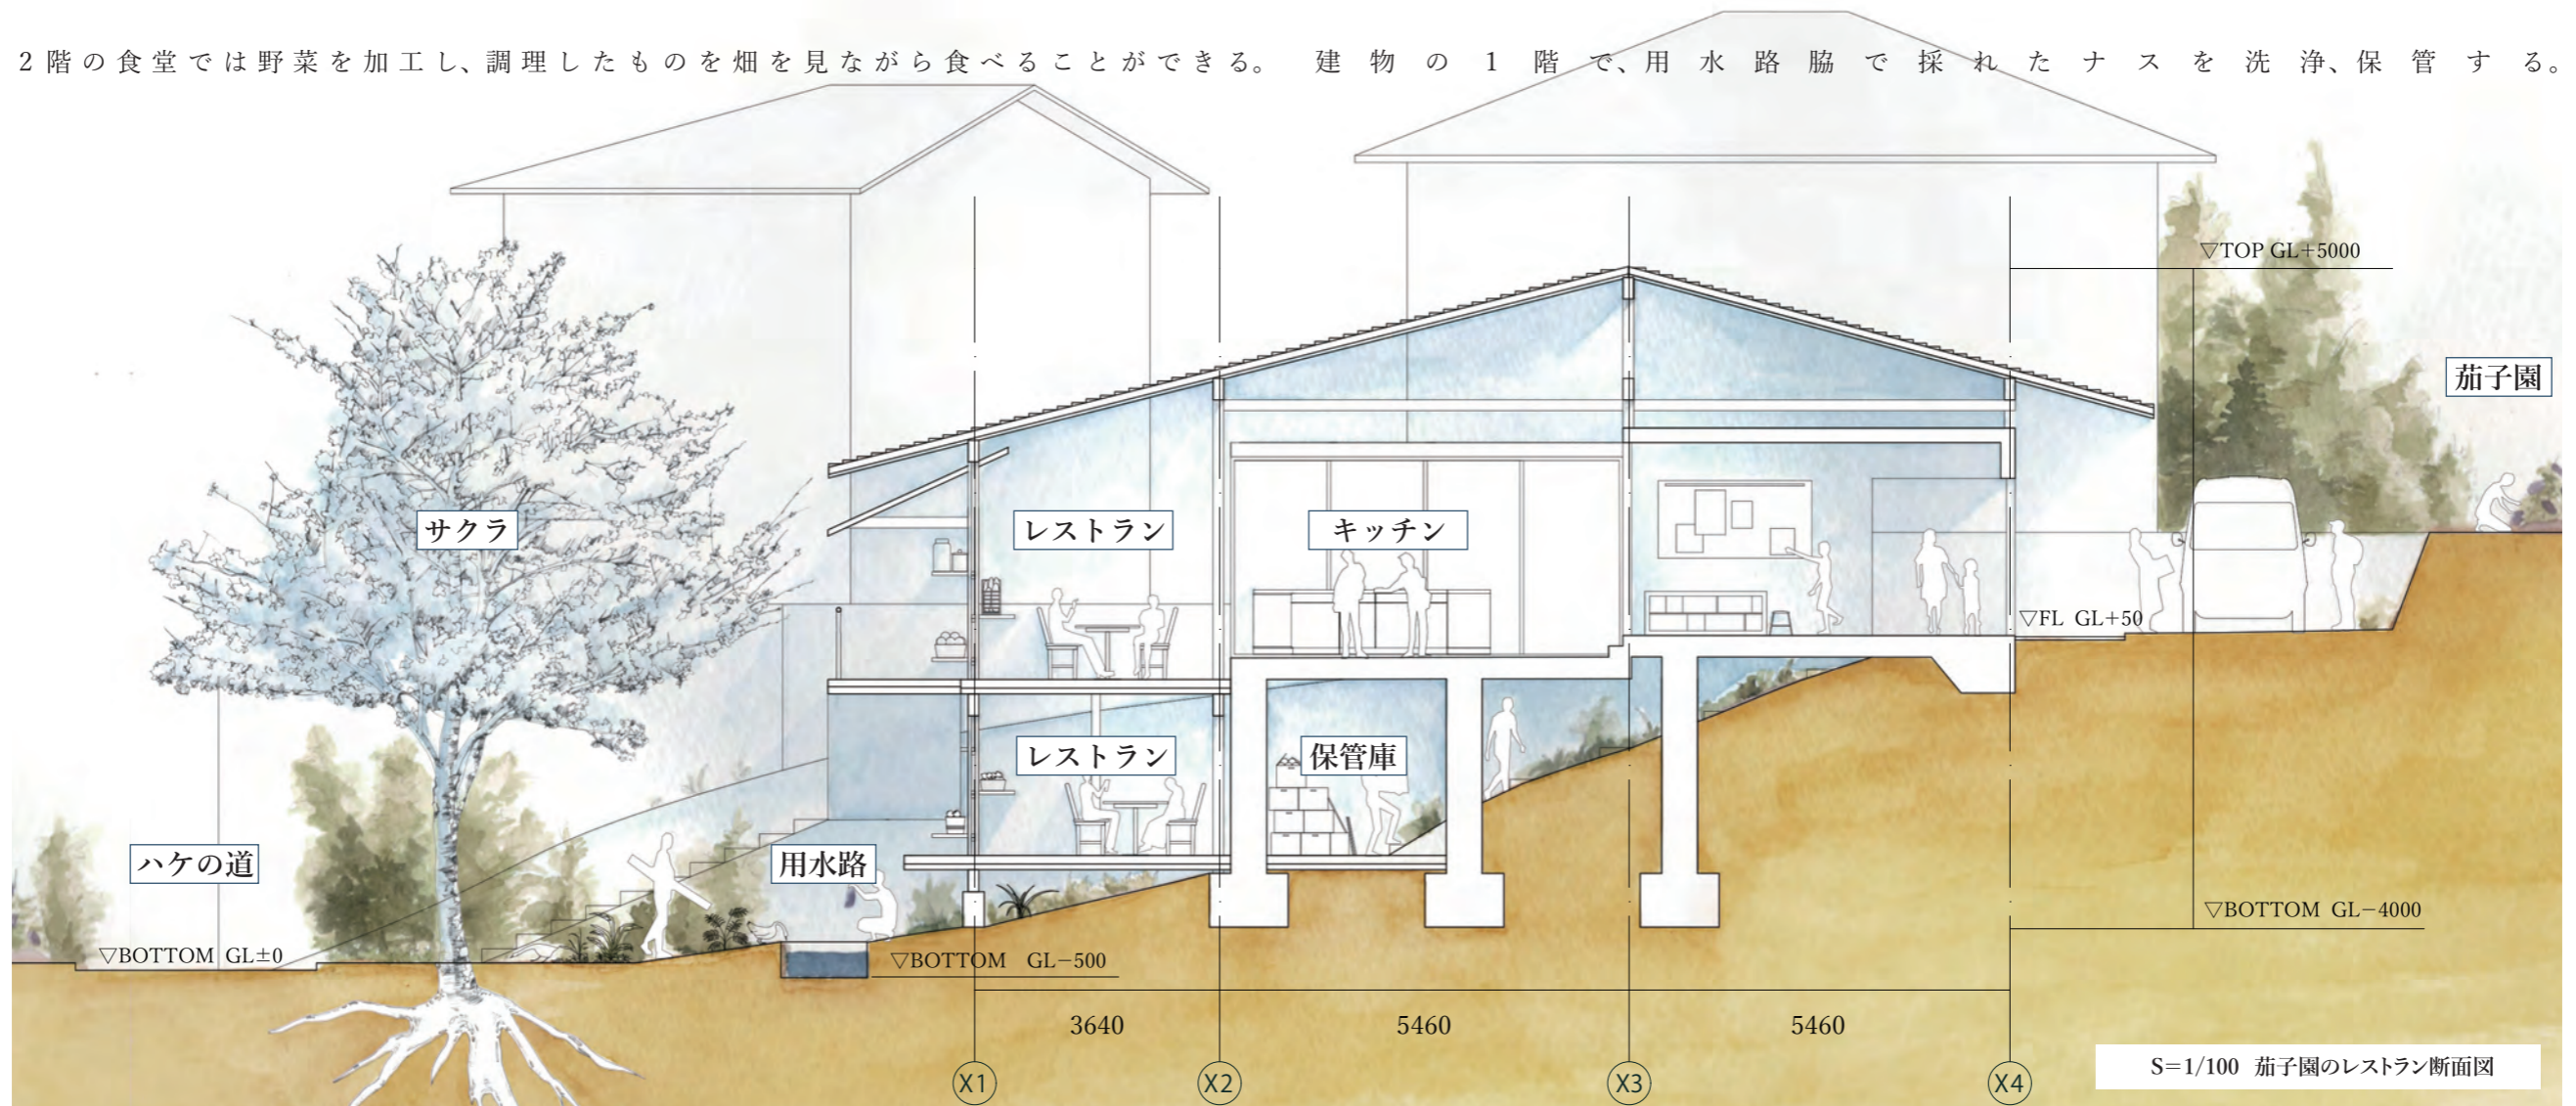 2階の食堂では野菜を加工し、調理したものを畑を見ながら食べることができる。
建物の1階で、用水路脇で採れたナスを洗浄、保管する。
▽TOP GL+5000
茄子園
サクラ
レストラン
キッチン
▽FL GL+50
レストラン
保管庫
ハケの道
用水路
▽BOTTOM GL−4000
▽BOTTOM GL±0
▽BOTTOM GL−500
3640
5460
5460
X1
X2
X3
X4
S=1/100 茄子園のレストラン断面図